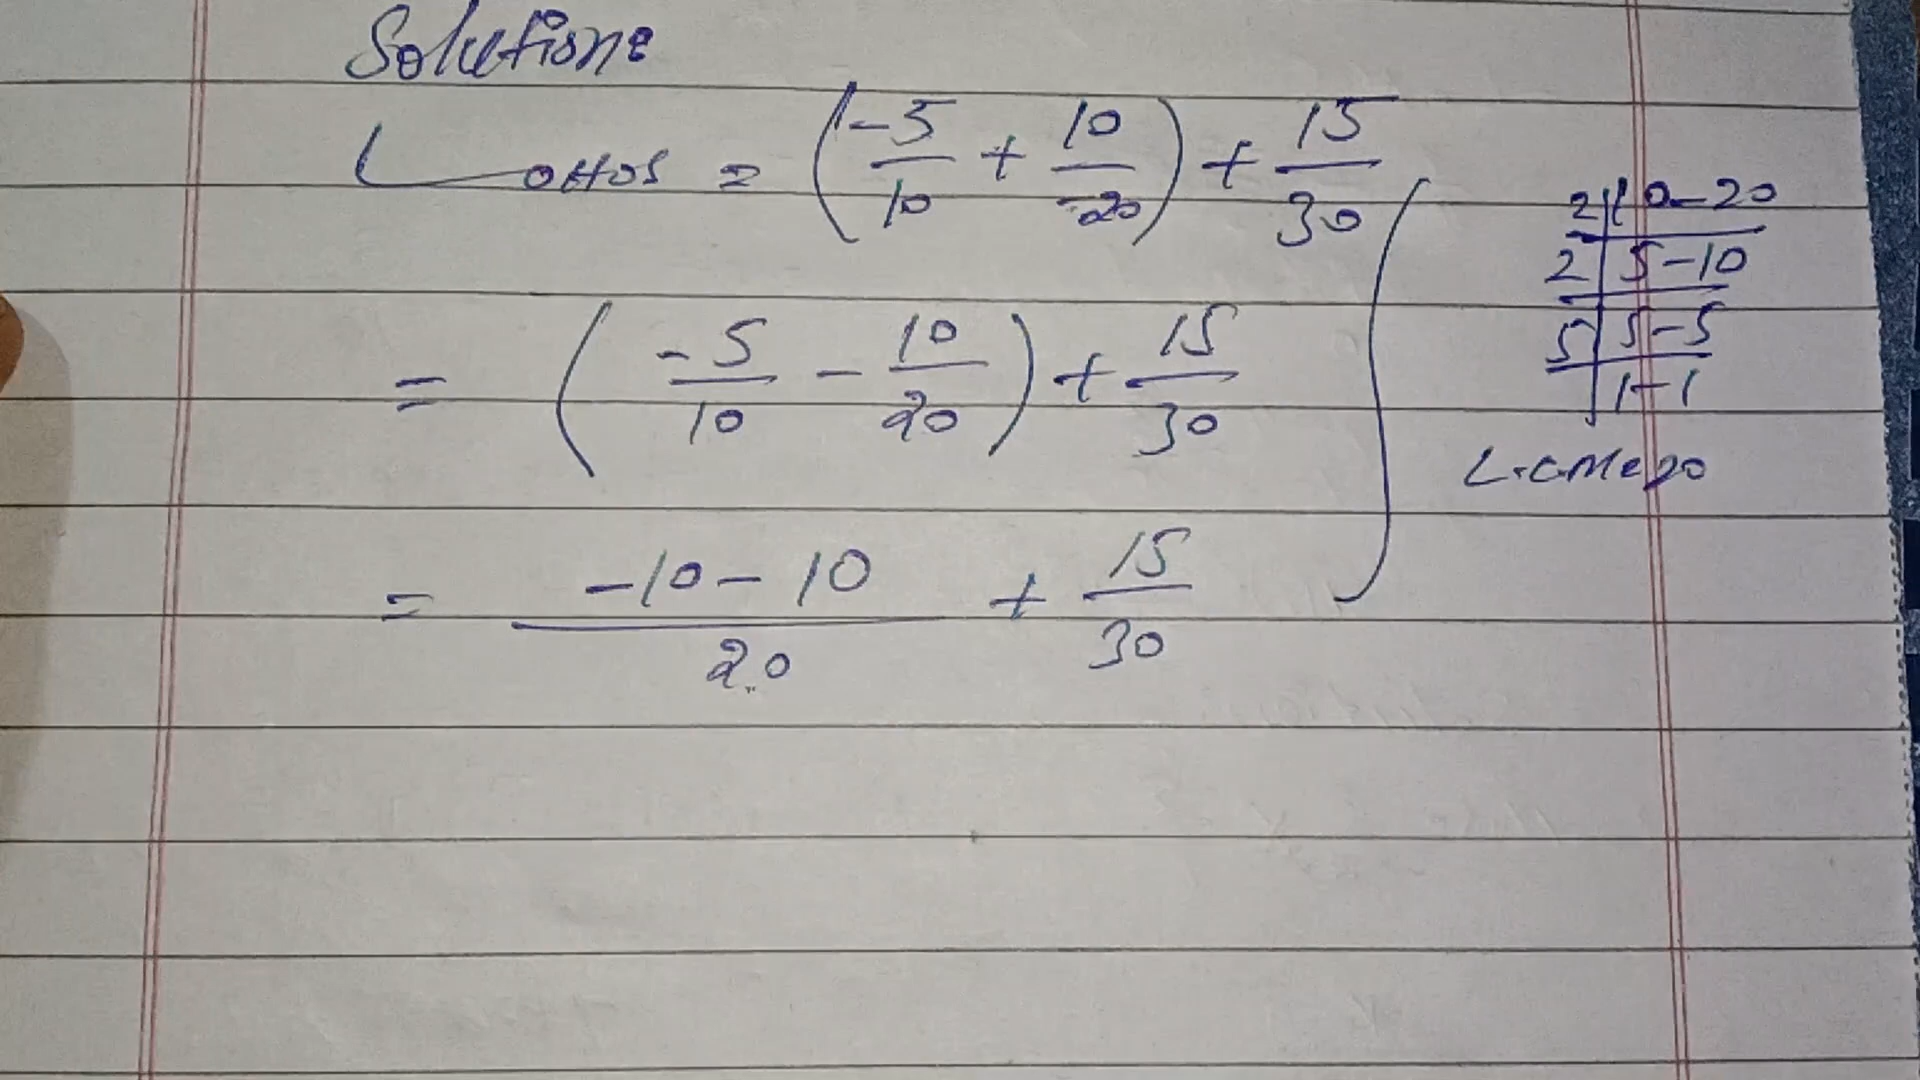 Solution:
L.H.S = (-5/10 + 10/-20) + 15/30
= (-5/10 - 10/20) + 15/30
= -10-10/20 + 15/30
2 | 10-20
2 | 5-10
5 | 5-5
1-1
L.C.M=20